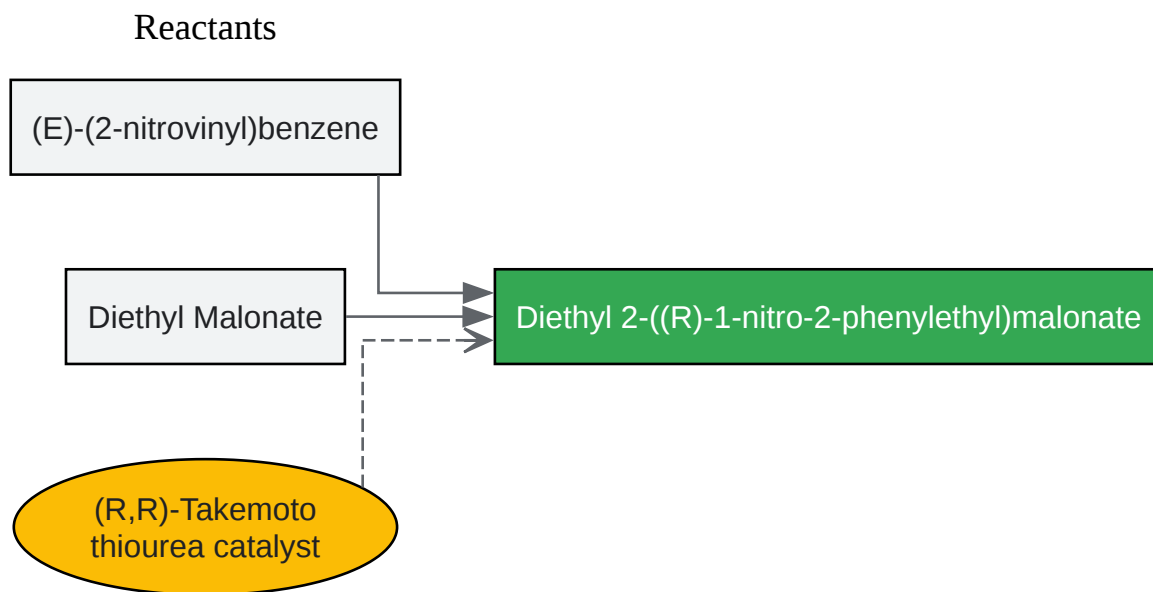 Reactants
(E)-(2-nitrovinyl)benzene
Diethyl Malonate
Diethyl 2-((R)-1-nitro-2-phenylethyl)malonate
(R,R)-Takemoto
thiourea catalyst